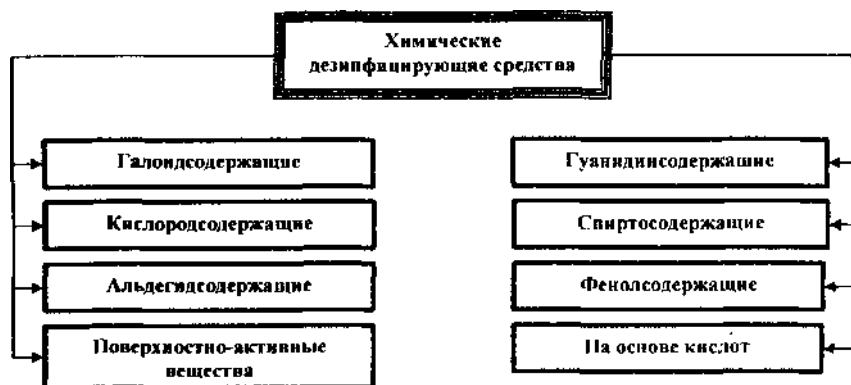 Химические
дезинфицирующие средства
Галоидсодержащие
Кислородсодержащие
Альдегидсодержащие
Поверхностно-активные
вещества
Гуанидинсодержащие
Спиртосодержащие
Фенолсодержащие
На основе кислот